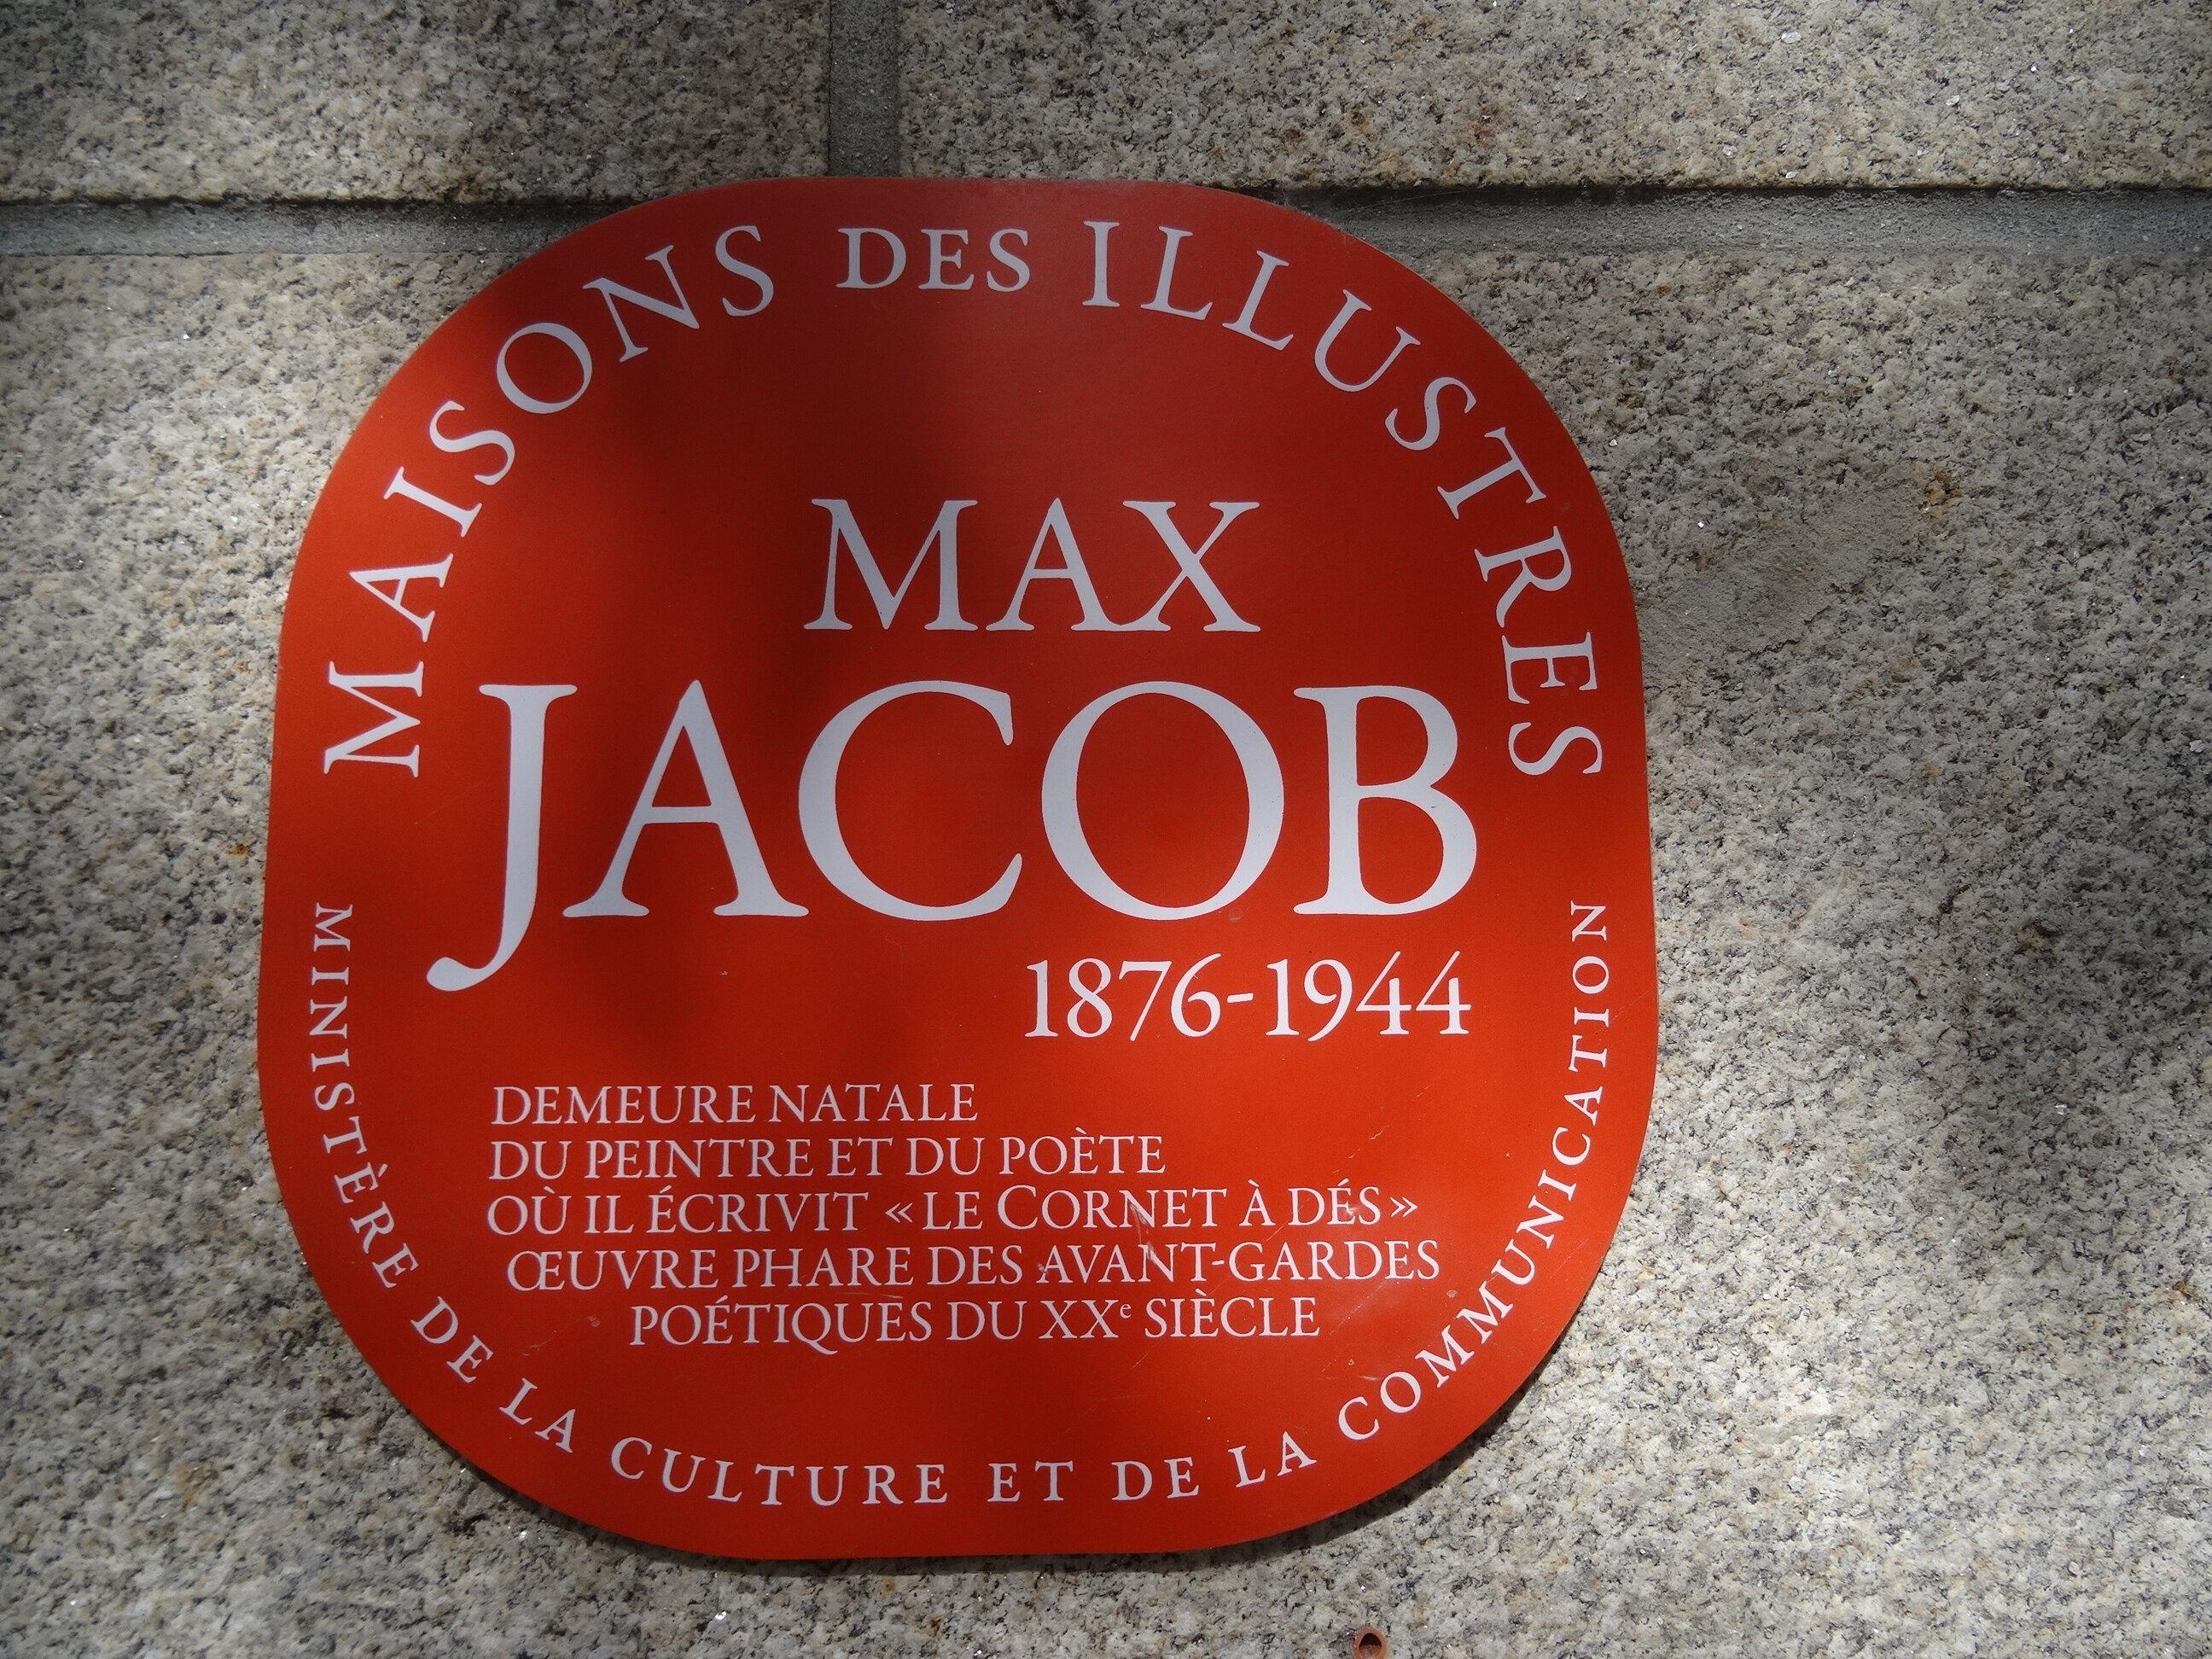 MAISONS DES ILLUSTRES
MAX
JACOB
1876-1944
DEMEURE NATALE
DU PEINTRE ET DU POÈTE
OÙ IL ÉCRIVIT « LE CORNET À DÉS »
ŒUVRE PHARE DES AVANT-GARDES
POÉTIQUES DU XXe SIÈCLE
MINISTÈRE DE LA CULTURE ET DE LA COMMUNICATION